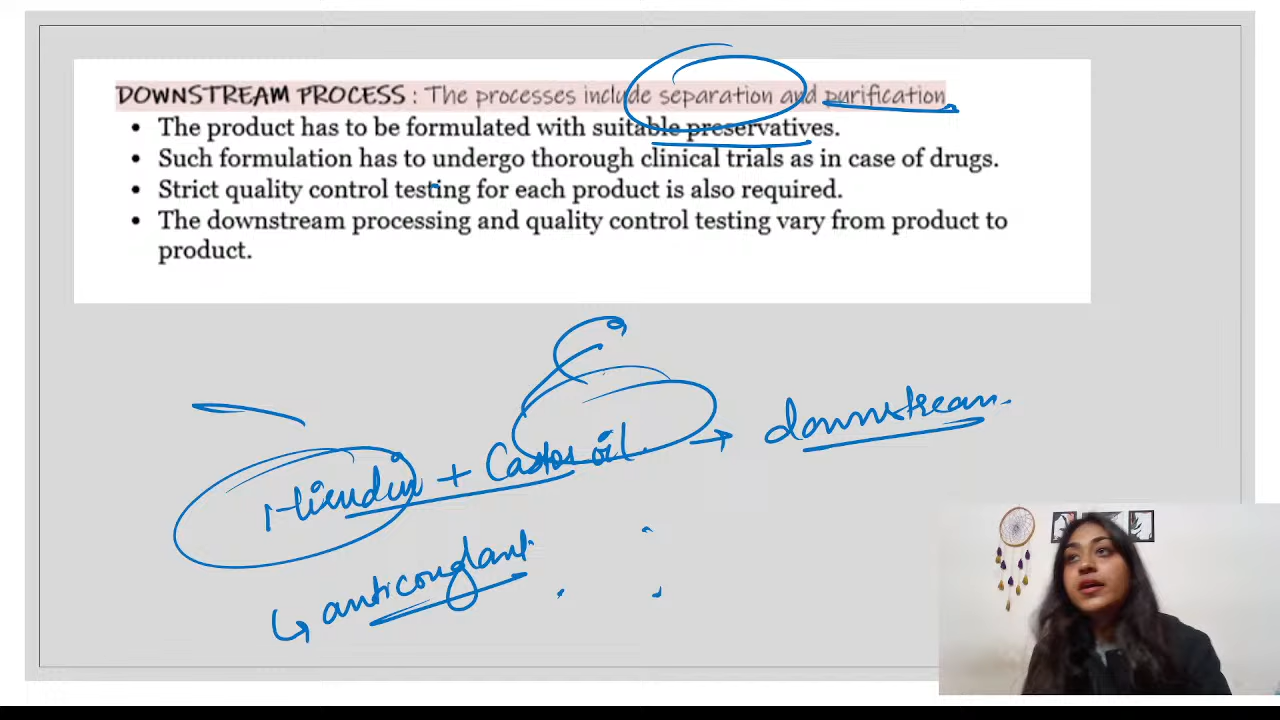 DOWNSTREAM PROCESS : The processes include separation and purification
• The product has to be formulated with suitable preservatives.
• Such formulation has to undergo thorough clinical trials as in case of drugs.
• Strict quality control testing for each product is also required.
• The downstream processing and quality control testing vary from product to
product.
Hirudin + Castor oil. → downstream.
↳ anticouglant